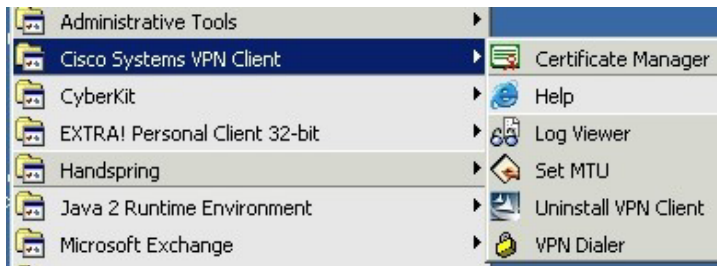 Administrative Tools
Cisco Systems VPN Client
CyberKit
EXTRA! Personal Client 32-bit
Handspring
Java 2 Runtime Environment
Microsoft Exchange
Certificate Manager
Help
Log Viewer
Set MTU
Uninstall VPN Client
VPN Dialer